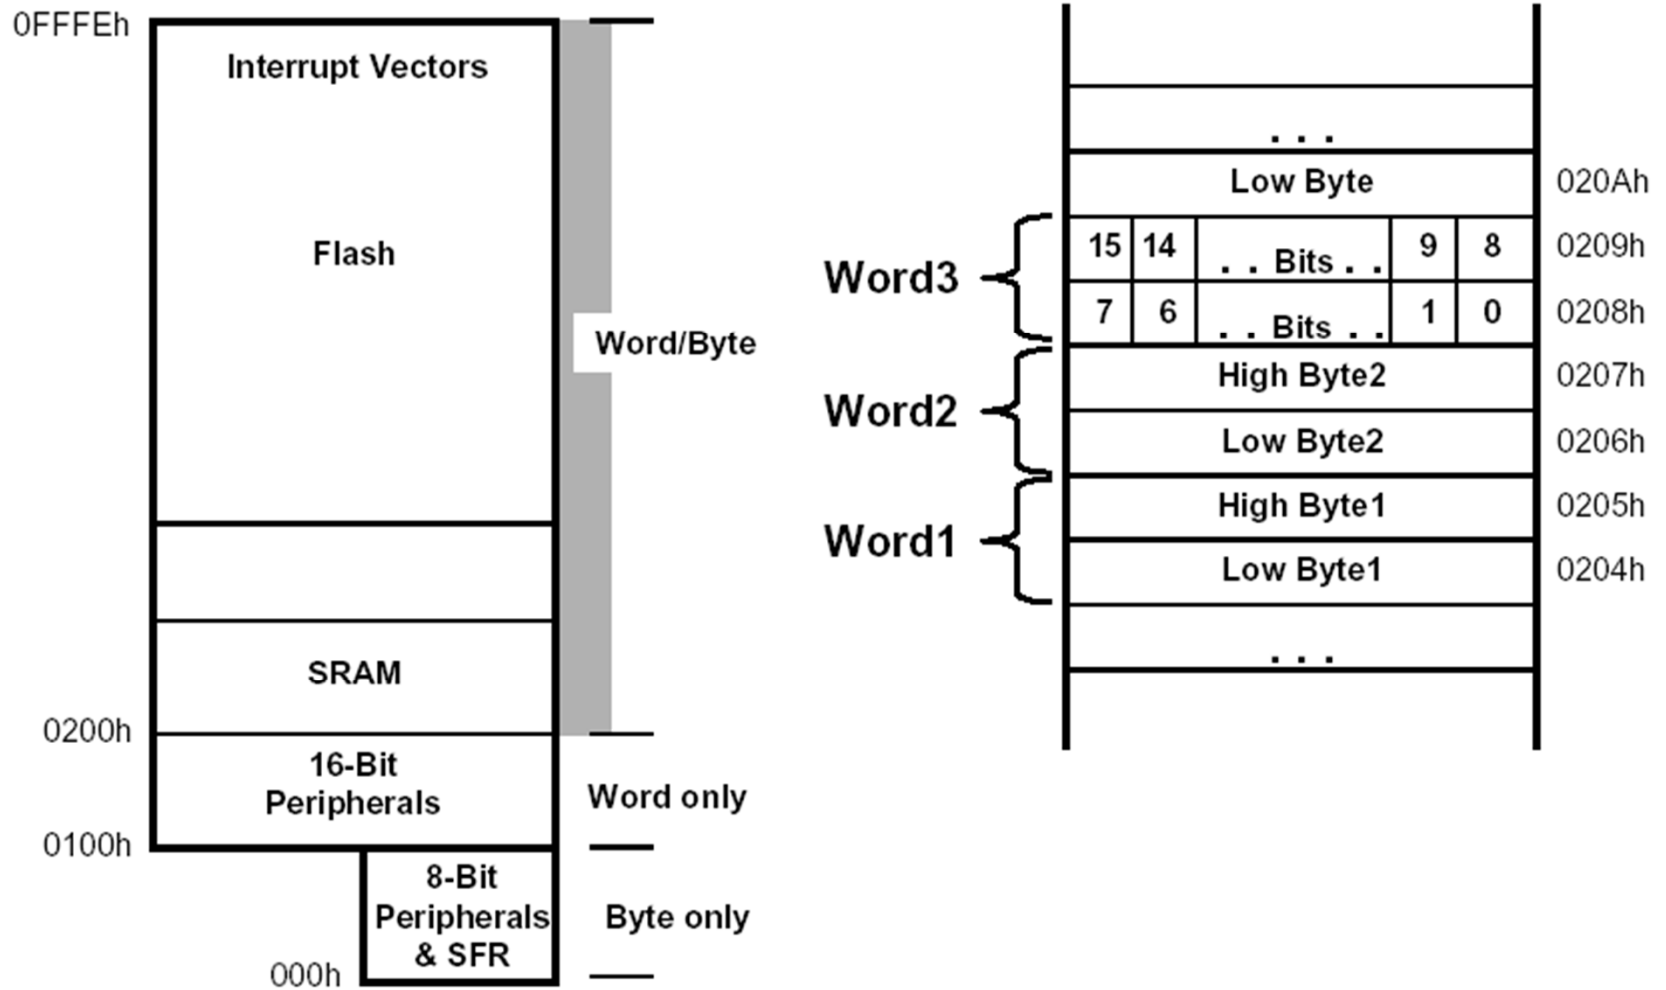 0FFFEh
Interrupt Vectors
Flash
Word/Byte
SRAM
0200h
16-Bit
Peripherals
Word only
0100h
8-Bit
Peripherals
& SFR
Byte only
000h
. . .
Low Byte 020Ah
Word3
15 14 . . Bits . . 9 8 0209h
7 6 . . Bits . . 1 0 0208h
Word2
High Byte2 0207h
Low Byte2 0206h
Word1
High Byte1 0205h
Low Byte1 0204h
. . .